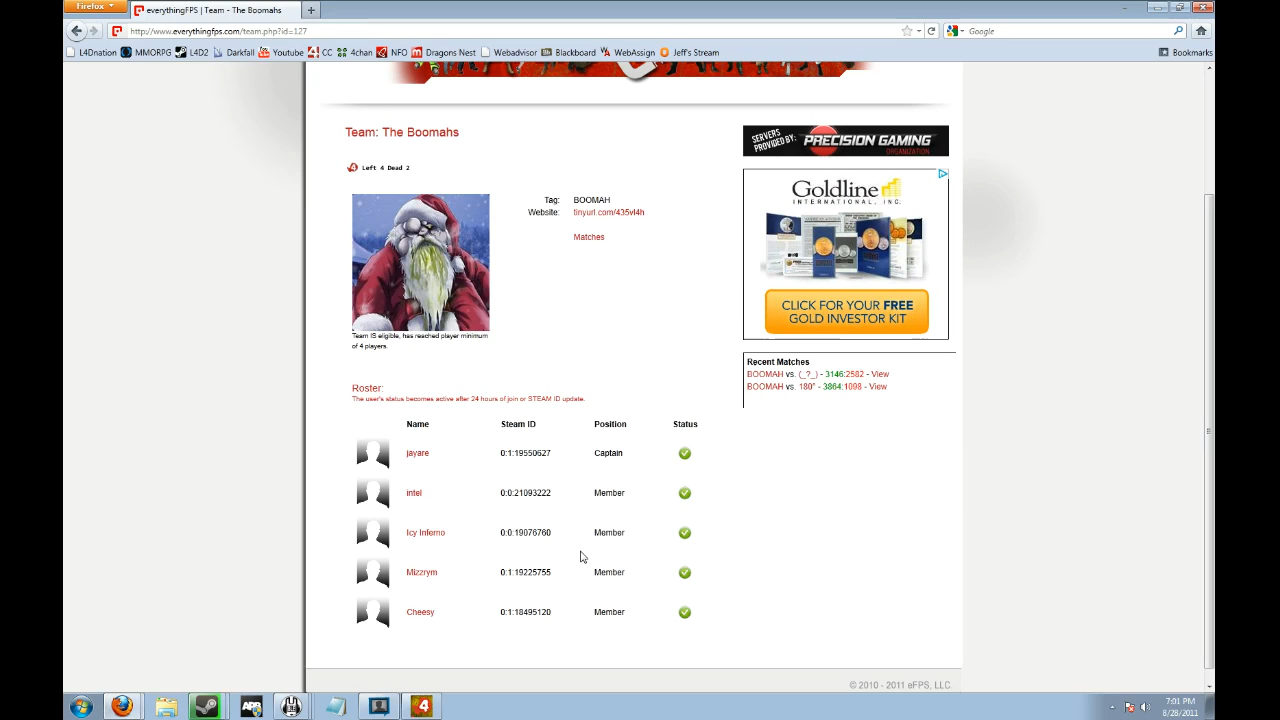 Firefox
everythingFPS | Team - The Boomahs
http://www.everythingfps.com/team.php?id=127
Google
L4Dnation MMORPG L4D2 Darkfall Youtube CC 4chan NFO Dragons Nest Webadvisor Blackboard WebAssign Jeff's Stream Bookmarks
Team: The Boomahs
SERVERS PROVIDED BY: PRECISION GAMING
ORGANIZATION
Left 4 Dead 2
Goldline
INTERNATIONAL, INC.
CLICK FOR YOUR FREE
GOLD INVESTOR KIT
Tag: BOOMAH
Website: tinyurl.com/435vl4h
Matches
Team IS eligible, has reached player minimum
of 4 players.
Recent Matches
BOOMAH vs. (_?_) - 3146:2582 - View
BOOMAH vs. 180° - 3864:1098 - View
Roster:
The user's status becomes active after 24 hours of join or STEAM ID update.
Name Steam ID Position Status
jayare 0:1:19550627 Captain
intel 0:0:21093222 Member
Icy Inferno 0:0:19076760 Member
Mizzrym 0:1:19225755 Member
Cheesy 0:1:18495120 Member
© 2010 - 2011 eFPS, LLC.
APB
4
7:01 PM
8/28/2011